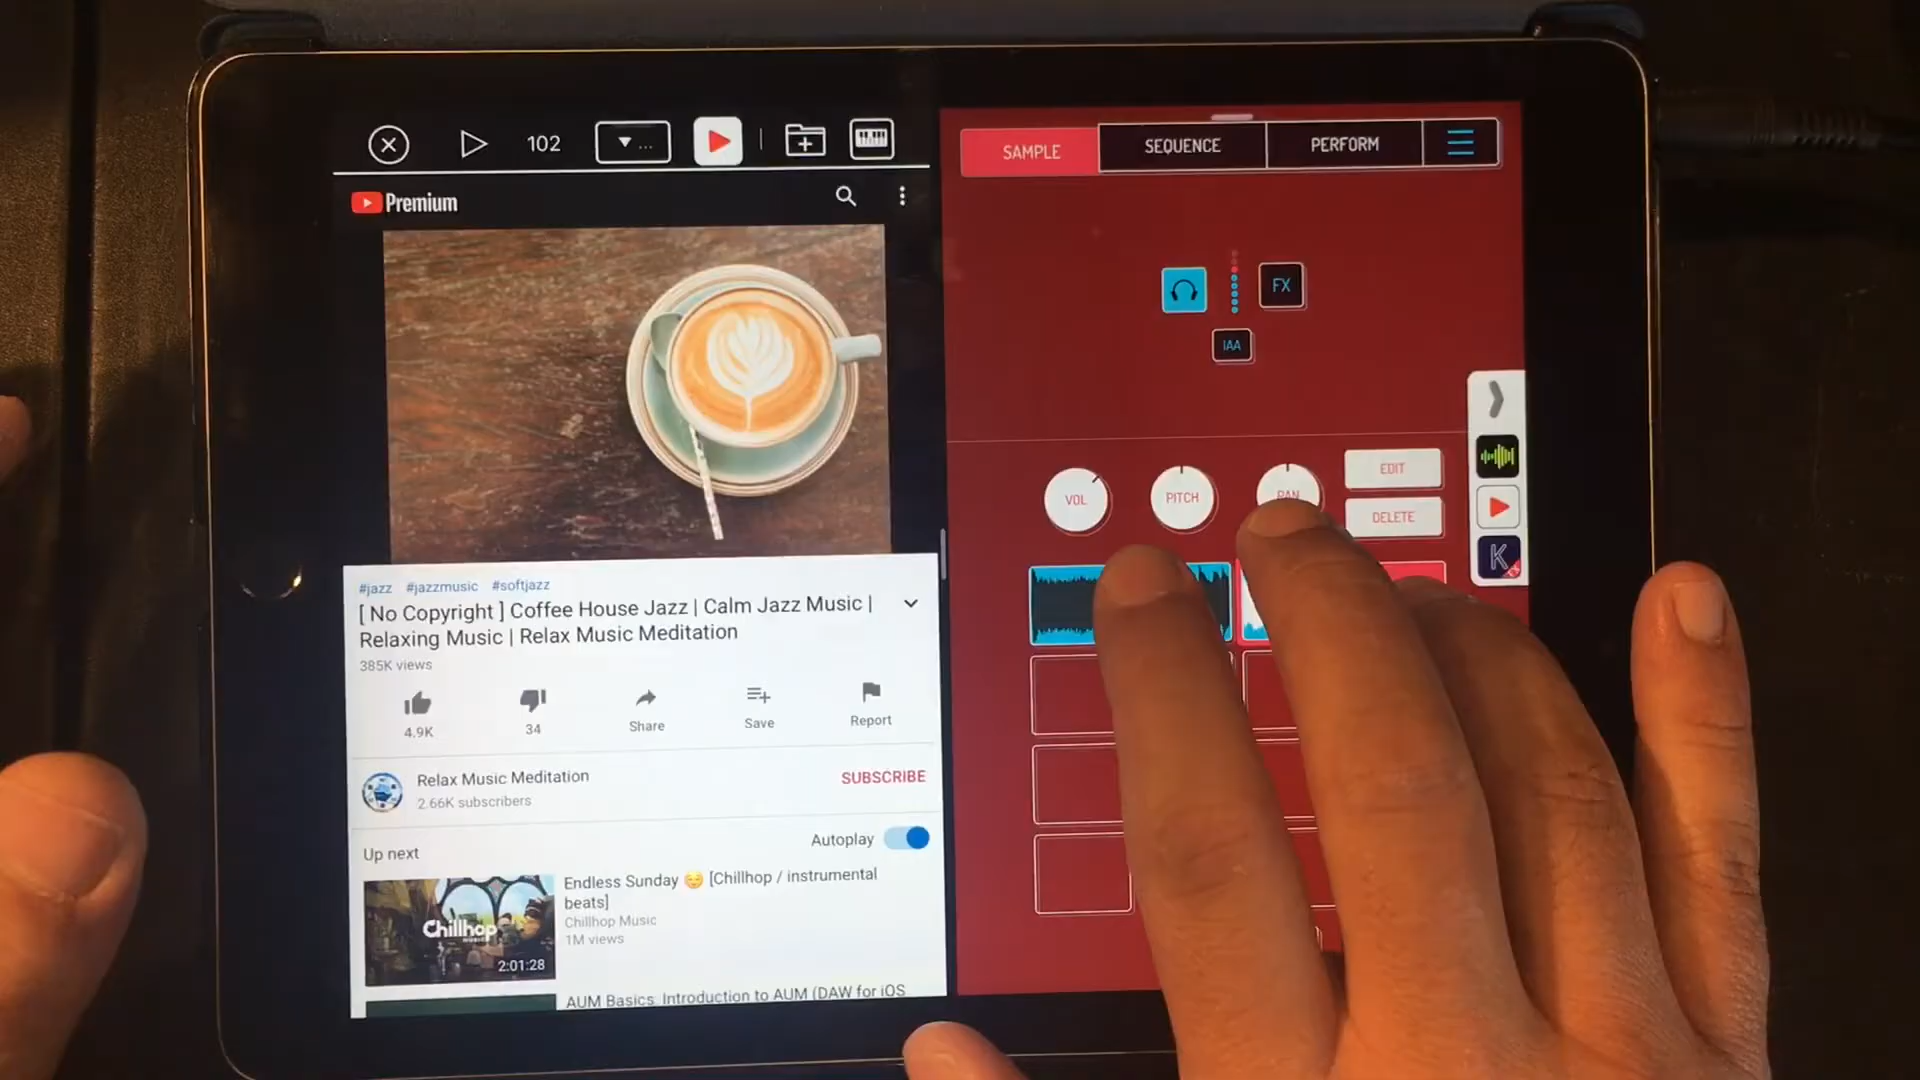 102
...
Premium
#jazz #jazzmusic #softjazz
[ No Copyright ] Coffee House Jazz | Calm Jazz Music |
Relaxing Music | Relax Music Meditation
385K views
4.9K
34
Share
Save
Report
Relax Music Meditation
2.66K subscribers
SUBSCRIBE
Up next
Autoplay
Chillhop
MUSIC
2:01:28
Endless Sunday 😌 [Chillhop / instrumental
beats]
Chillhop Music
1M views
AUM Basics: Introduction to AUM (DAW for iOS
SAMPLE
SEQUENCE
PERFORM
FX
IAA
VOL
PITCH
PAN
EDIT
DELETE
K